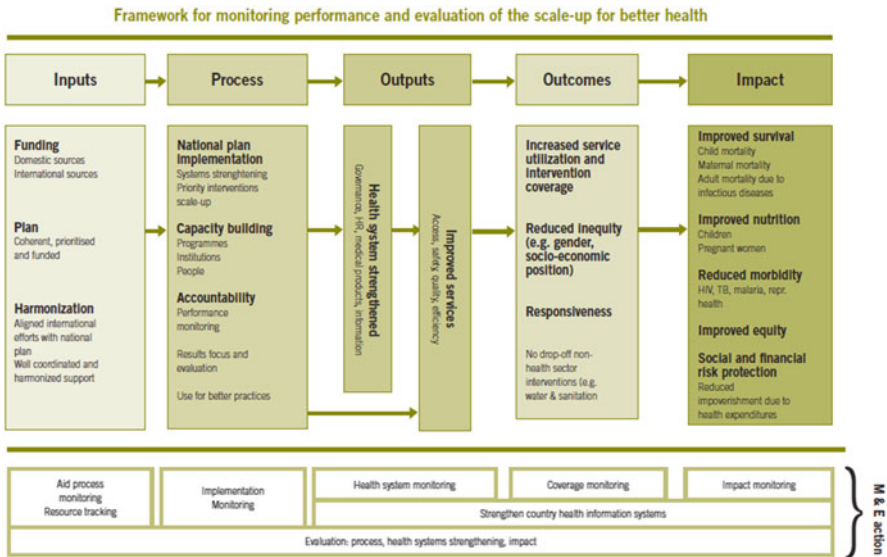 Framework for monitoring performance and evaluation of the scale-up for better health
Inputs
Process
Outputs
Outcomes
Impact
Funding
Domestic sources
International sources
Plan
Coherent, prioritised
and funded
Harmonization
Aligned international
efforts with national
plan
Well coordinated and
harmonized support
National plan
implementation
Systems strenghtening
Priority interventions
scale-up
Capacity building
Programmes
Institutions
People
Accountability
Performance
monitoring
Results focus and
evaluation
Use for better practices
Health system strengthened
Governance, HR, medical products, information
Improved services
Access, safety, quality, efficiency
Increased service
utilization and
intervention
coverage
Reduced inequity
(e.g. gender,
socio-economic
position)
Responsiveness
No drop-off non-
health sector
interventions (e.g.
water & sanitation
Improved survival
Child mortality
Maternal mortality
Adult mortality due to
infectious diseases
Improved nutrition
Children
Pregnant women
Reduced morbidity
HIV, TB, malaria, repr.
health
Improved equity
Social and financial
risk protection
Reduced
impoverishment due to
health expenditures
Aid process
monitoring
Resource tracking
Implementation
Monitoring
Health system monitoring
Coverage monitoring
Impact monitoring
Strengthen country health information systems
Evaluation: process, health systems strengthening, impact
M & E action